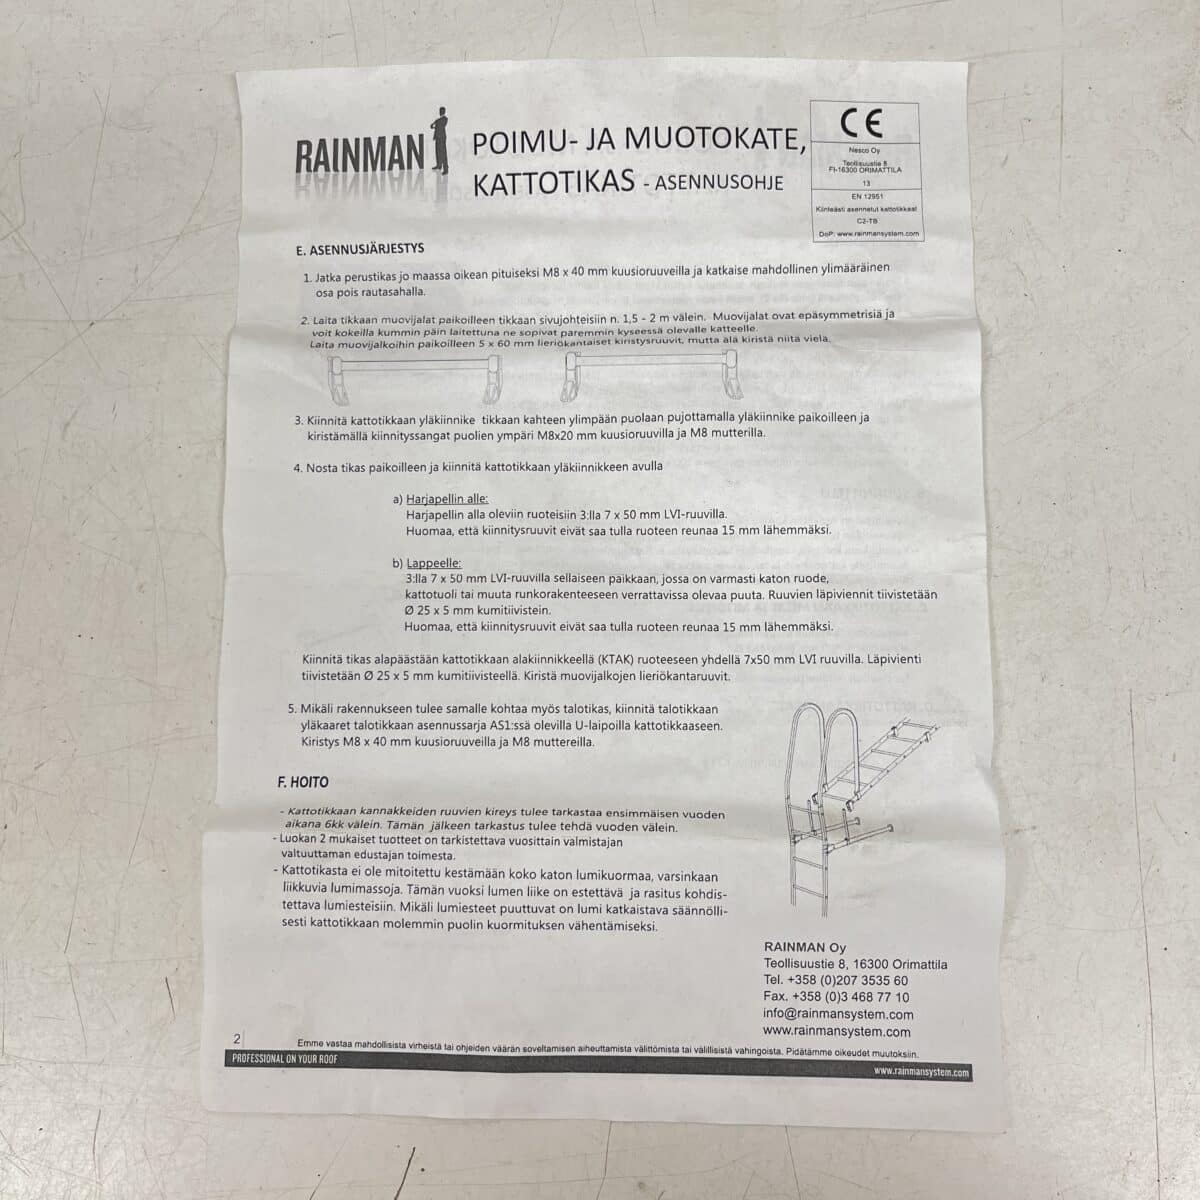 RAINMAN
POIMU- JA MUOTOKATE,
KATTOTIKAS - ASENNUSOHJE
CE
Nesco Oy
Teollisuustie 8
FI-16300 ORIMATTILA
13
EN 12951
Kiinteästi asennetut kattotikkaat
C2-TB
DoP: www.rainmansystem.com
E. ASENNUSJÄRJESTYS
1. Jatka perustikas jo maassa oikean pituiseksi M8 x 40 mm kuusioruuveilla ja katkaise mahdollinen ylimääräinen
osa pois rautasahalla.
2. Laita tikkaan muovijalat paikoilleen tikkaan sivujohteisiin n. 1,5 - 2 m välein. Muovijalat ovat epäsymmetrisiä ja
voit kokeilla kummin päin laitettuna ne sopivat paremmin kyseessä olevalle katteelle.
Laita muovijalkoihin paikoilleen 5 x 60 mm lieriökantaiset kiristysruuvit, mutta älä kiristä niitä vielä.
3. Kiinnitä kattotikkaan yläkiinnike tikkaan kahteen ylimpään puolaan pujottamalla yläkiinnike paikoilleen ja
kiristämällä kiinnityssangat puolien ympäri M8x20 mm kuusioruuvilla ja M8 mutterilla.
4. Nosta tikas paikoilleen ja kiinnitä kattotikkaan yläkiinnikkeen avulla
a) Harjapellin alle:
Harjapellin alla oleviin ruoteisiin 3:lla 7 x 50 mm LVI-ruuvilla.
Huomaa, että kiinnitysruuvit eivät saa tulla ruoteen reunaa 15 mm lähemmäksi.
b) Lappeelle:
3:lla 7 x 50 mm LVI-ruuvilla sellaiseen paikkaan, jossa on varmasti katon ruode,
kattotuoli tai muuta runkorakenteeseen verrattavissa olevaa puuta. Ruuvien läpiviennit tiivistetään
Ø 25 x 5 mm kumitiivistein.
Huomaa, että kiinnitysruuvit eivät saa tulla ruoteen reunaa 15 mm lähemmäksi.
Kiinnitä tikas alapäästään kattotikkaan alakiinnikkeellä (KTAK) ruoteeseen yhdellä 7x50 mm LVI ruuvilla. Läpivienti
tiivistetään Ø 25 x 5 mm kumitiivisteellä. Kiristä muovijalkojen lieriökantaruuvit.
5. Mikäli rakennukseen tulee samalle kohtaa myös talotikas, kiinnitä talotikkaan
yläkaaret talotikkaan asennussarja AS1:ssä olevilla U-laipoilla kattotikkaaseen.
Kiristys M8 x 40 mm kuusioruuveilla ja M8 muttereilla.
F. HOITO
- Kattotikkaan kannakkeiden ruuvien kireys tulee tarkastaa ensimmäisen vuoden
aikana 6kk välein. Tämän jälkeen tarkastus tulee tehdä vuoden välein.
- Luokan 2 mukaiset tuotteet on tarkistettava vuosittain valmistajan
valtuuttaman edustajan toimesta.
- Kattotikasta ei ole mitoitettu kestämään koko katon lumikuormaa, varsinkaan
liikkuvia lumimassoja. Tämän vuoksi lumen liike on estettävä ja rasitus kohdis-
tettava lumiesteisiin. Mikäli lumiesteet puuttuvat on lumi katkaistava säännölli-
sesti kattotikkaan molemmin puolin kuormituksen vähentämiseksi.
RAINMAN Oy
Teollisuustie 8, 16300 Orimattila
Tel. +358 (0)207 3535 60
Fax. +358 (0)3 468 77 10
info@rainmansystem.com
www.rainmansystem.com
2
Emme vastaa mahdollisista virheistä tai ohjeiden väärän soveltamisen aiheuttamista välittömista tai välillisistä vahingoista. Pidätämme oikeudet muutoksiin.
PROFESSIONAL ON YOUR ROOF
www.rainmansystem.com